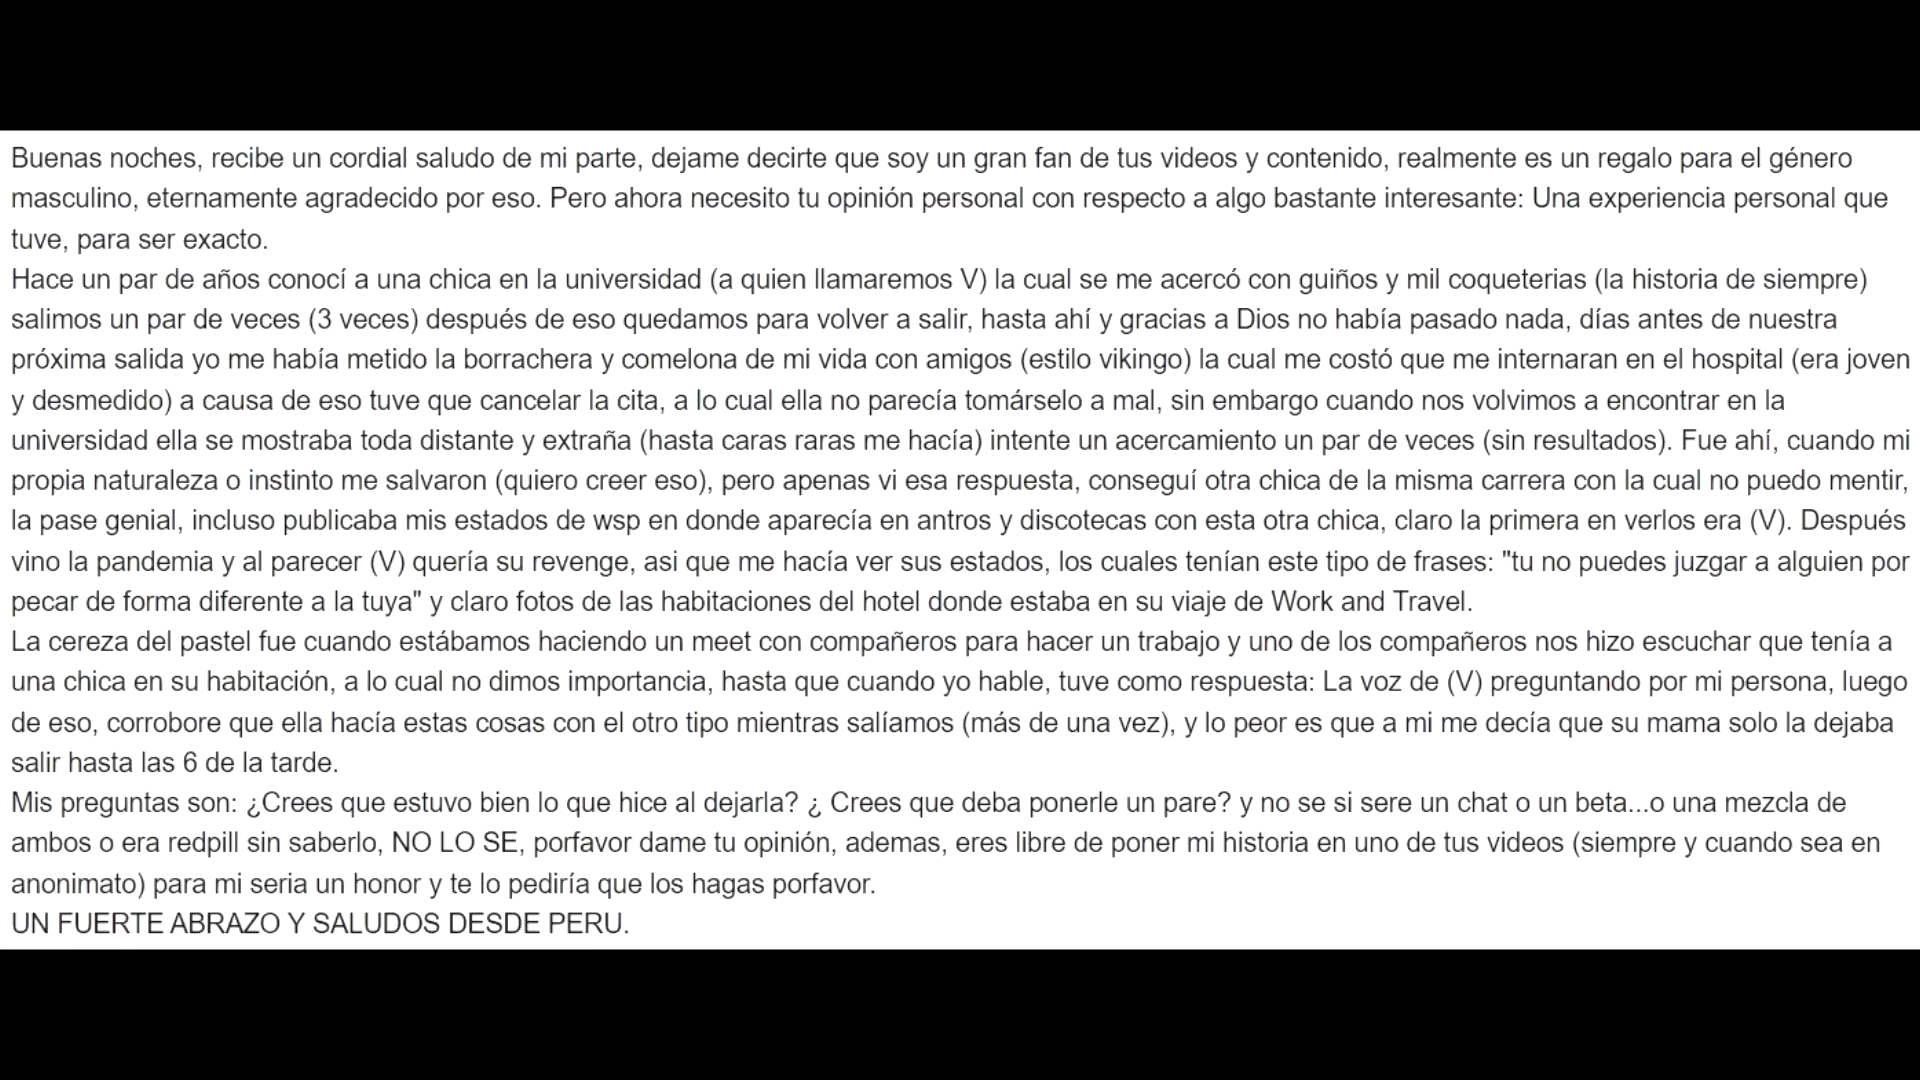 Buenas noches, recibe un cordial saludo de mi parte, dejame decirte que soy un gran fan de tus videos y contenido, realmente es un regalo para el género
masculino, eternamente agradecido por eso. Pero ahora necesito tu opinión personal con respecto a algo bastante interesante: Una experiencia personal que
tuve, para ser exacto.
Hace un par de años conocí a una chica en la universidad (a quien llamaremos V) la cual se me acercó con guiños y mil coqueterias (la historia de siempre)
salimos un par de veces (3 veces) después de eso quedamos para volver a salir, hasta ahí y gracias a Dios no había pasado nada, días antes de nuestra
próxima salida yo me había metido la borrachera y comelona de mi vida con amigos (estilo vikingo) la cual me costó que me internaran en el hospital (era joven
y desmedido) a causa de eso tuve que cancelar la cita, a lo cual ella no parecía tomárselo a mal, sin embargo cuando nos volvimos a encontrar en la
universidad ella se mostraba toda distante y extraña (hasta caras raras me hacía) intente un acercamiento un par de veces (sin resultados). Fue ahí, cuando mi
propia naturaleza o instinto me salvaron (quiero creer eso), pero apenas vi esa respuesta, conseguí otra chica de la misma carrera con la cual no puedo mentir,
la pase genial, incluso publicaba mis estados de wsp en donde aparecía en antros y discotecas con esta otra chica, claro la primera en verlos era (V). Después
vino la pandemia y al parecer (V) quería su revenge, asi que me hacía ver sus estados, los cuales tenían este tipo de frases: "tu no puedes juzgar a alguien por
pecar de forma diferente a la tuya" y claro fotos de las habitaciones del hotel donde estaba en su viaje de Work and Travel.
La cereza del pastel fue cuando estábamos haciendo un meet con compañeros para hacer un trabajo y uno de los compañeros nos hizo escuchar que tenía a
una chica en su habitación, a lo cual no dimos importancia, hasta que cuando yo hable, tuve como respuesta: La voz de (V) preguntando por mi persona, luego
de eso, corrobore que ella hacía estas cosas con el otro tipo mientras salíamos (más de una vez), y lo peor es que a mi me decía que su mama solo la dejaba
salir hasta las 6 de la tarde.
Mis preguntas son: ¿Crees que estuvo bien lo que hice al dejarla? ¿ Crees que deba ponerle un pare? y no se si sere un chat o un beta...o una mezcla de
ambos o era redpill sin saberlo, NO LO SE, porfavor dame tu opinión, ademas, eres libre de poner mi historia en uno de tus videos (siempre y cuando sea en
anonimato) para mi seria un honor y te lo pediría que los hagas porfavor.
UN FUERTE ABRAZO Y SALUDOS DESDE PERU.